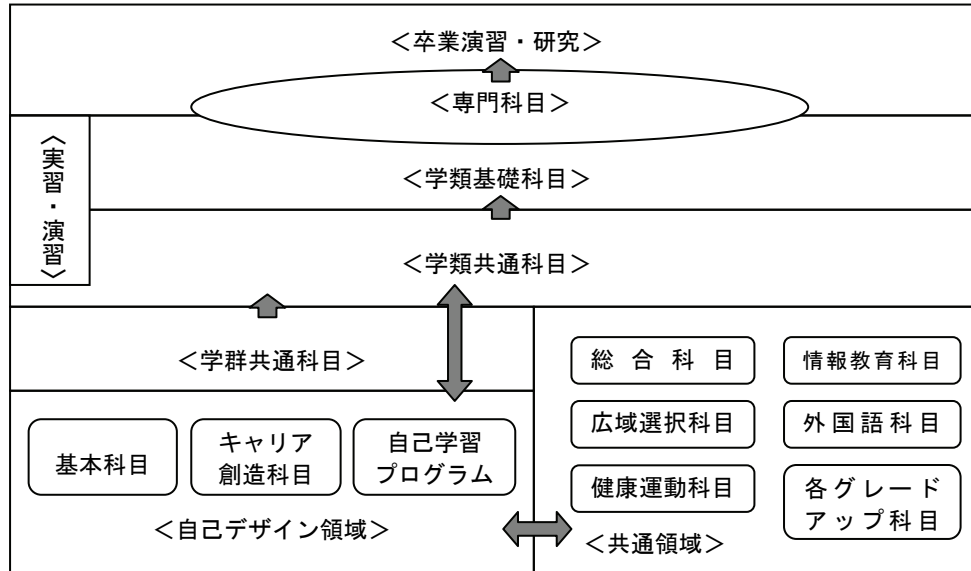 ＜卒業演習・研究＞
＜専門科目＞
＜実習・演習＞
＜学類基礎科目＞
＜学類共通科目＞
＜学群共通科目＞
基本科目
キャリア
創造科目
自己学習
プログラム
＜自己デザイン領域＞
総合科目
情報教育科目
広域選択科目
外国語科目
健康運動科目
各グレード
アップ科目
＜共通領域＞